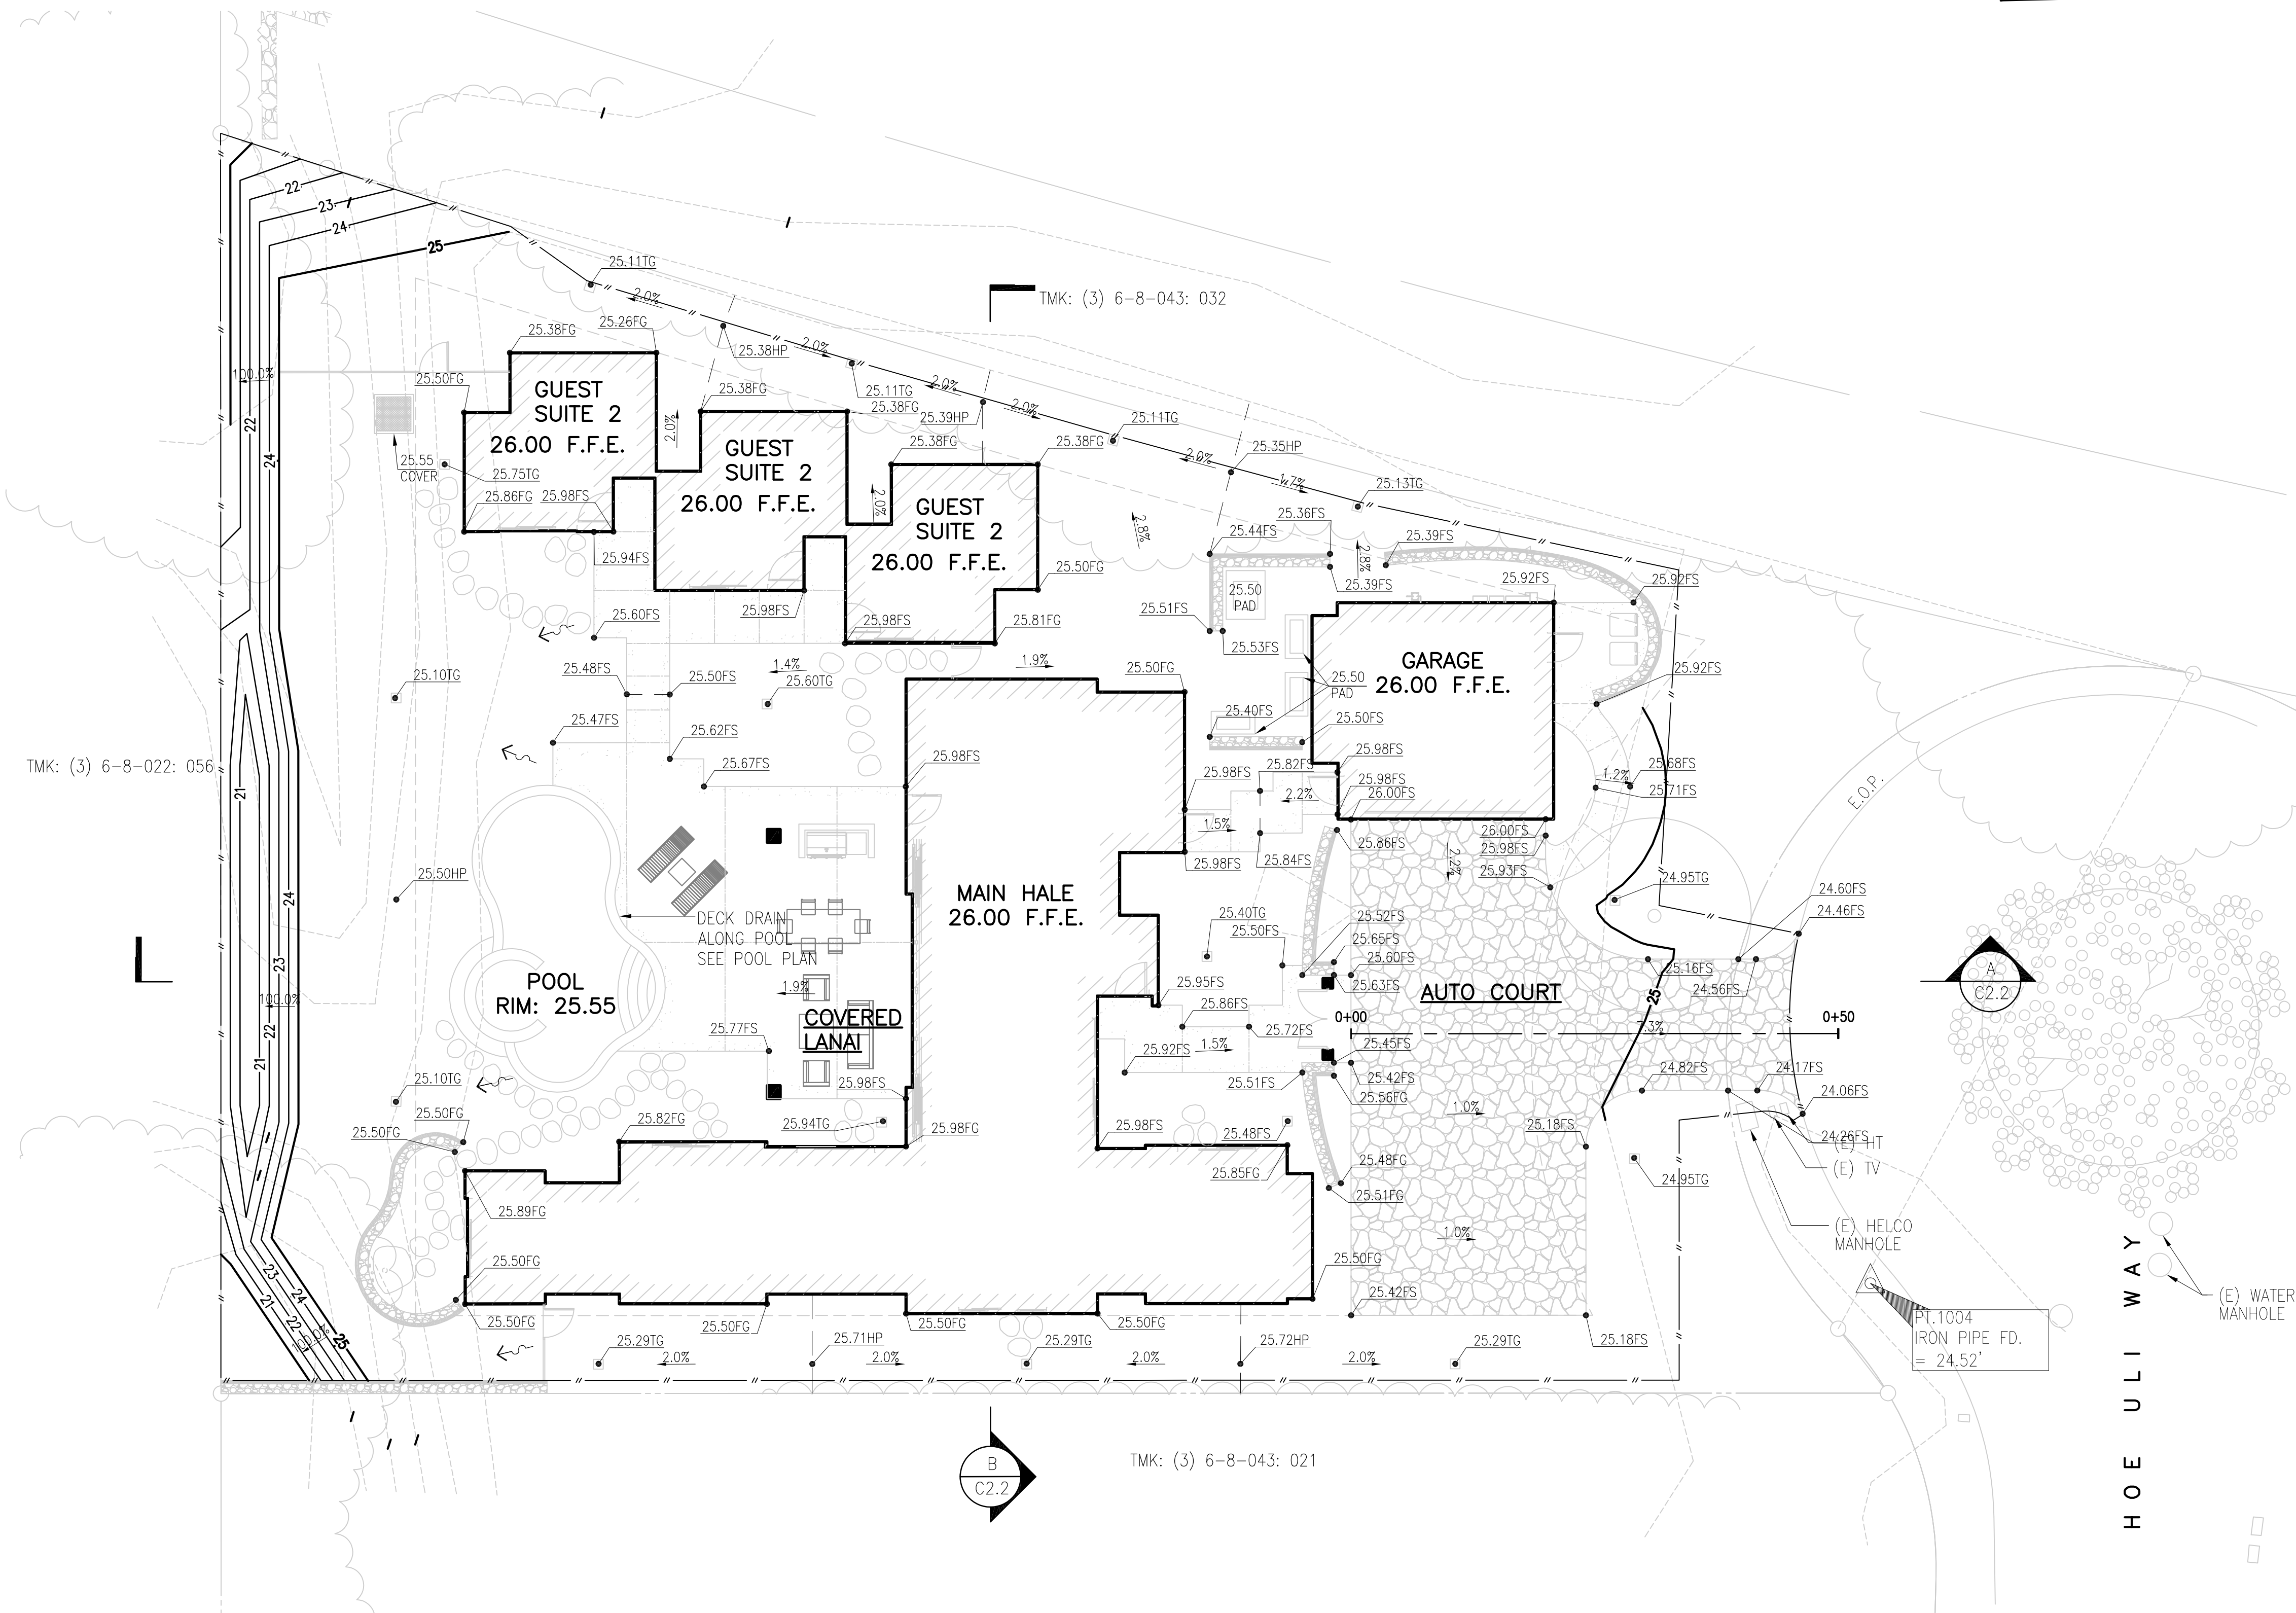 22
23
24
25
25.11TG
2.0%
TMK: (3) 6-8-043: 032
25.38FG
25.26FG
25.38HP
2.0%
100.0%
25.50FG
GUEST
SUITE 2
26.00 F.F.E.
25.38FG
25.11TG
2.0%
25.38FG
25.39HP
2.0%
25.11TG
22
24
2.0%
GUEST
SUITE 2
26.00 F.F.E.
25.38FG
25.38FG
25.35HP
2.0%
25.55
COVER
25.75TG
25.86FG
25.98FS
1.7%
25.13TG
2.0%
GUEST
SUITE 2
26.00 F.F.E.
2.8%
25.36FS
25.44FS
2.8%
25.39FS
25.94FS
25.50FG
25.39FS
25.50
PAD
25.92FS
25.92FS
25.60FS
25.98FS
25.98FS
25.81FG
25.51FS
25.53FS
1.4%
1.9%
25.48FS
25.50FS
25.60TG
25.50FG
25.50
PAD
GARAGE
26.00 F.F.E.
25.92FS
25.10TG
25.47FS
25.62FS
25.40FS
25.50FS
TMK: (3) 6-8-022: 056
25.67FS
25.98FS
25.98FS
25.82FS
25.98FS
25.98FS
26.00FS
2.2%
1.2%
25.68FS
25.71FS
E.O.P.
21
1.5%
25.98FS
25.84FS
25.86FS
26.00FS
25.98FS
2.2%
25.93FS
25.50HP
24
MAIN HALE
26.00 F.F.E.
24.95TG
24.60FS
24.46FS
DECK DRAIN
ALONG POOL
SEE POOL PLAN
25.40TG
25.50FS
25.52FS
25.65FS
25.60FS
25.63FS
25.16FS
24.56FS
A
C2.2
23
100.0%
POOL
RIM: 25.55
1.9%
25.95FS
25.86FS
AUTO COURT
COVERED
LANAI
25.77FS
25.72FS
0+00
0+50
7.3%
25
22
21
25.92FS
1.5%
25.45FS
25.98FS
25.51FS
25.42FS
25.56FG
24.82FS
24.17FS
24.06FS
25.10TG
25.50FG
25.50FG
25.82FG
25.94TG
25.98FG
25.98FS
25.48FS
1.0%
25.18FS
24.26FS
(E) HT
(E) TV
25.85FG
25.48FG
25.51FG
24.95TG
25.89FG
(E) HELCO
MANHOLE
1.0%
25.50FG
25.50FG
23
21
24
22
25
100.0%
25.50FG
25.50FG
25.50FG
25.50FG
25.42FS
25.18FS
(E) WATER
MANHOLE
PT.1004
IRON PIPE FD.
= 24.52'
25.29TG
2.0%
25.71HP
2.0%
25.29TG
2.0%
25.72HP
2.0%
25.29TG
HOE ULI WAY
B
C2.2
TMK: (3) 6-8-043: 021